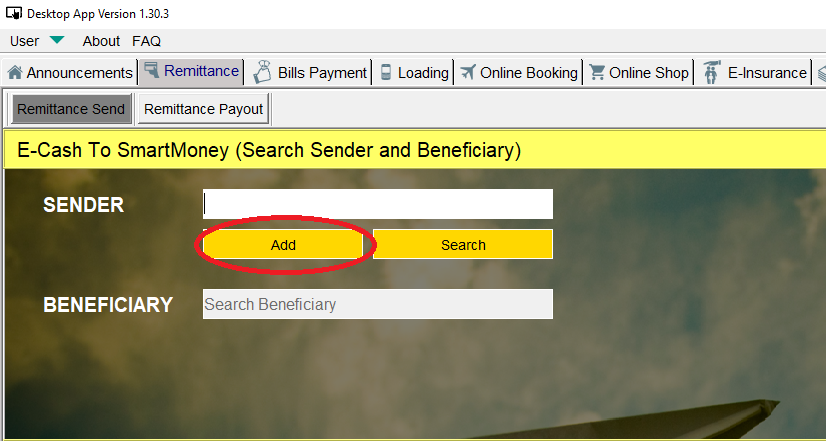 Desktop App Version 1.30.3
User About FAQ
Announcements Remittance Bills Payment Loading Online Booking Online Shop E-Insurance
Remittance Send Remittance Payout
E-Cash To SmartMoney (Search Sender and Beneficiary)
SENDER
Add Search
BENEFICIARY Search Beneficiary